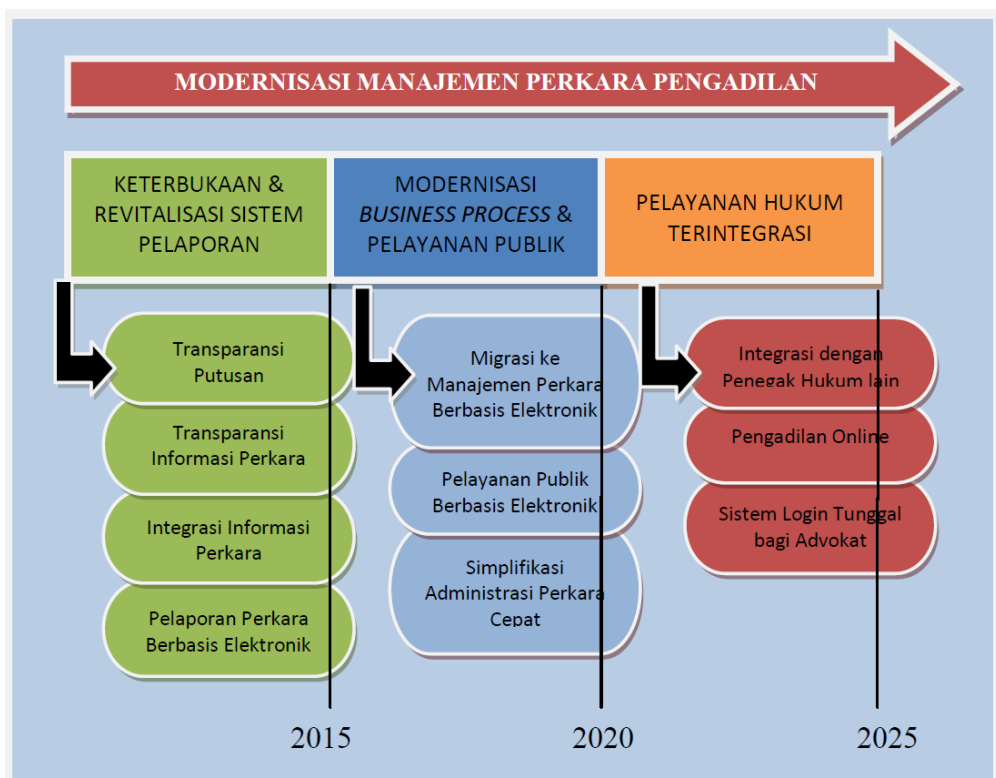 MODERNISASI MANAJEMEN PERKARA PENGADILAN
KETERBUKAAN &
REVITALISASI SISTEM
PELAPORAN
MODERNISASI
BUSINESS PROCESS &
PELAYANAN PUBLIK
PELAYANAN HUKUM
TERINTEGRASI
Transparansi
Putusan
Transparansi
Informasi Perkara
Integrasi Informasi
Perkara
Pelaporan Perkara
Berbasis Elektronik
Migrasi ke
Manajemen Perkara
Berbasis Elektronik
Pelayanan Publik
Berbasis Elektronik
Simplifikasi
Administrasi Perkara
Cepat
Integrasi dengan
Penegak Hukum lain
Pengadilan Online
Sistem Login Tunggal
bagi Advokat
2015
2020
2025